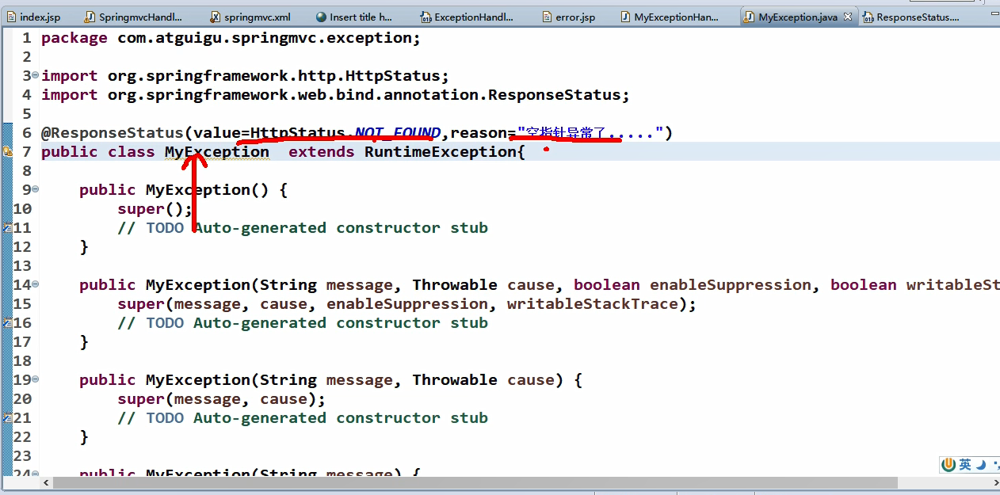 index.jsp SpringmvcHandl... springmvc.xml Insert title h... ExceptionHandl... error.jsp MyExceptionHan... MyException.java ResponseStatus....
1 package com.atguigu.springmvc.exception;
2
3 import org.springframework.http.HttpStatus;
4 import org.springframework.web.bind.annotation.ResponseStatus;
5
6 @ResponseStatus(value=HttpStatus.NOT_FOUND,reason="空指针异常了.....")
7 public class MyException  extends RuntimeException{
8
9     public MyException() {
10         super();
11         // TODO Auto-generated constructor stub
12     }
13
14     public MyException(String message, Throwable cause, boolean enableSuppression, boolean writableSt
15         super(message, cause, enableSuppression, writableStackTrace);
16         // TODO Auto-generated constructor stub
17     }
18
19     public MyException(String message, Throwable cause) {
20         super(message, cause);
21         // TODO Auto-generated constructor stub
22     }
23
24     public MyException(String message) {
英